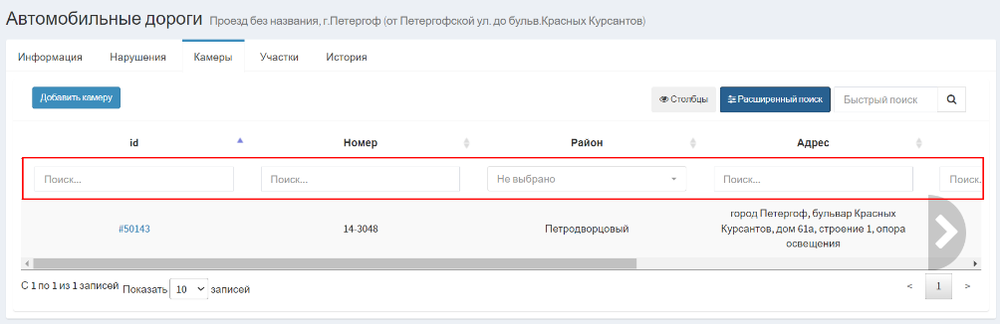 Автомобильные дороги Проезд без названия, г.Петергоф (от Петергофской ул. до бульв.Красных Курсантов)
Информация Нарушения Камеры Участки История
Добавить камеру Столбцы Расширенный поиск Быстрый поиск
id Номер Район Адрес
Поиск... Поиск... Не выбрано Поиск... Поиск.
#50143 14-3048 Петродворцовый город Петергоф, бульвар Красных
Курсантов, дом 61а, строение 1, опора
освещения
С 1 по 1 из 1 записей Показать 10 записей < 1 >